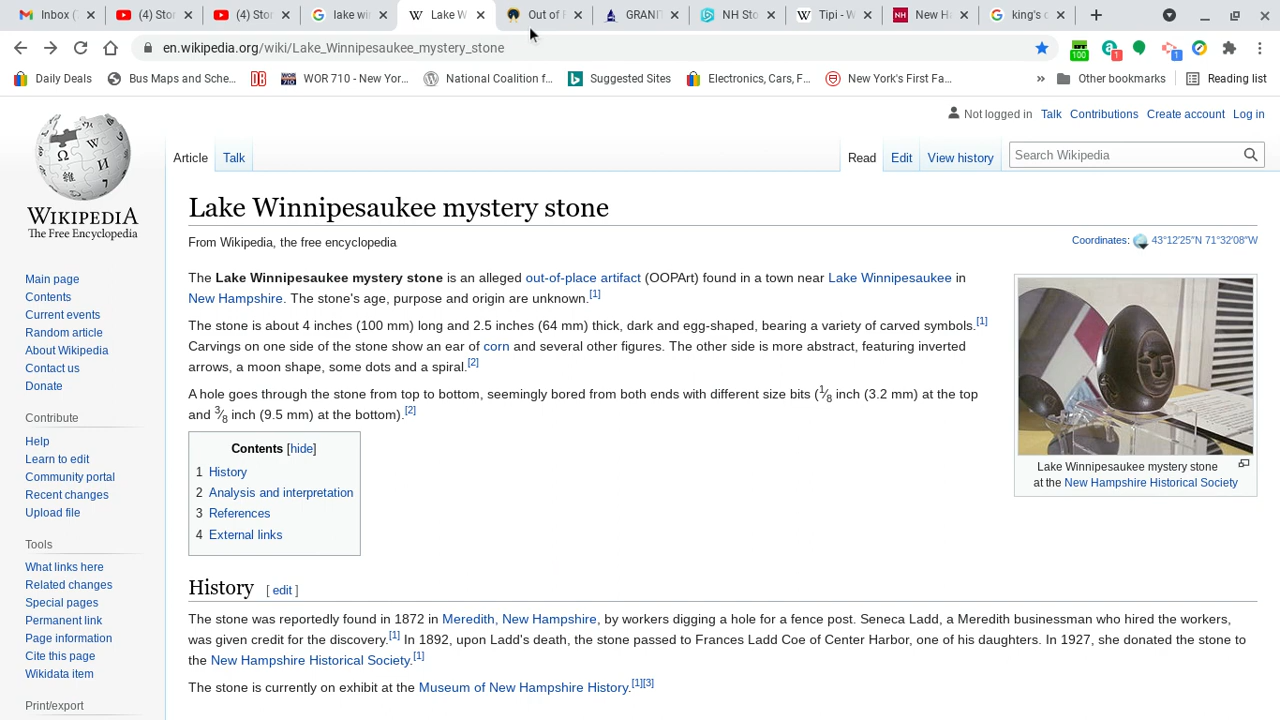 Inbox (
(4) Stor
(4) Stor
lake win
Lake W
Out of
GRANI
NH Sto
Tipi - W
New H
king's c
en.wikipedia.org/wiki/Lake_Winnipesaukee_mystery_stone
100
1
1
Daily Deals
Bus Maps and Sche...
WOR 710 - New Yor...
National Coalition f...
Suggested Sites
Electronics, Cars, F...
New York's First Fa...
»
Other bookmarks
Reading list
Not logged in Talk Contributions Create account Log in
Article Talk
Read Edit View history
Search Wikipedia
WIKIPEDIA
The Free Encyclopedia
Main page
Contents
Current events
Random article
About Wikipedia
Contact us
Donate
Contribute
Help
Learn to edit
Community portal
Recent changes
Upload file
Tools
What links here
Related changes
Special pages
Permanent link
Page information
Cite this page
Wikidata item
Print/export
Lake Winnipesaukee mystery stone
From Wikipedia, the free encyclopedia
Coordinates: 43°12′25″N 71°32′08″W
The Lake Winnipesaukee mystery stone is an alleged out-of-place artifact (OOPArt) found in a town near Lake Winnipesaukee in
New Hampshire. The stone's age, purpose and origin are unknown.[1]
The stone is about 4 inches (100 mm) long and 2.5 inches (64 mm) thick, dark and egg-shaped, bearing a variety of carved symbols.[1]
Carvings on one side of the stone show an ear of corn and several other figures. The other side is more abstract, featuring inverted
arrows, a moon shape, some dots and a spiral.[2]
A hole goes through the stone from top to bottom, seemingly bored from both ends with different size bits (1⁄8 inch (3.2 mm) at the top
and 3⁄8 inch (9.5 mm) at the bottom).[2]
Lake Winnipesaukee mystery stone
at the New Hampshire Historical Society
Contents [hide]
1 History
2 Analysis and interpretation
3 References
4 External links
History [ edit ]
The stone was reportedly found in 1872 in Meredith, New Hampshire, by workers digging a hole for a fence post. Seneca Ladd, a Meredith businessman who hired the workers,
was given credit for the discovery.[1] In 1892, upon Ladd's death, the stone passed to Frances Ladd Coe of Center Harbor, one of his daughters. In 1927, she donated the stone to
the New Hampshire Historical Society.[1]
The stone is currently on exhibit at the Museum of New Hampshire History.[1][3]